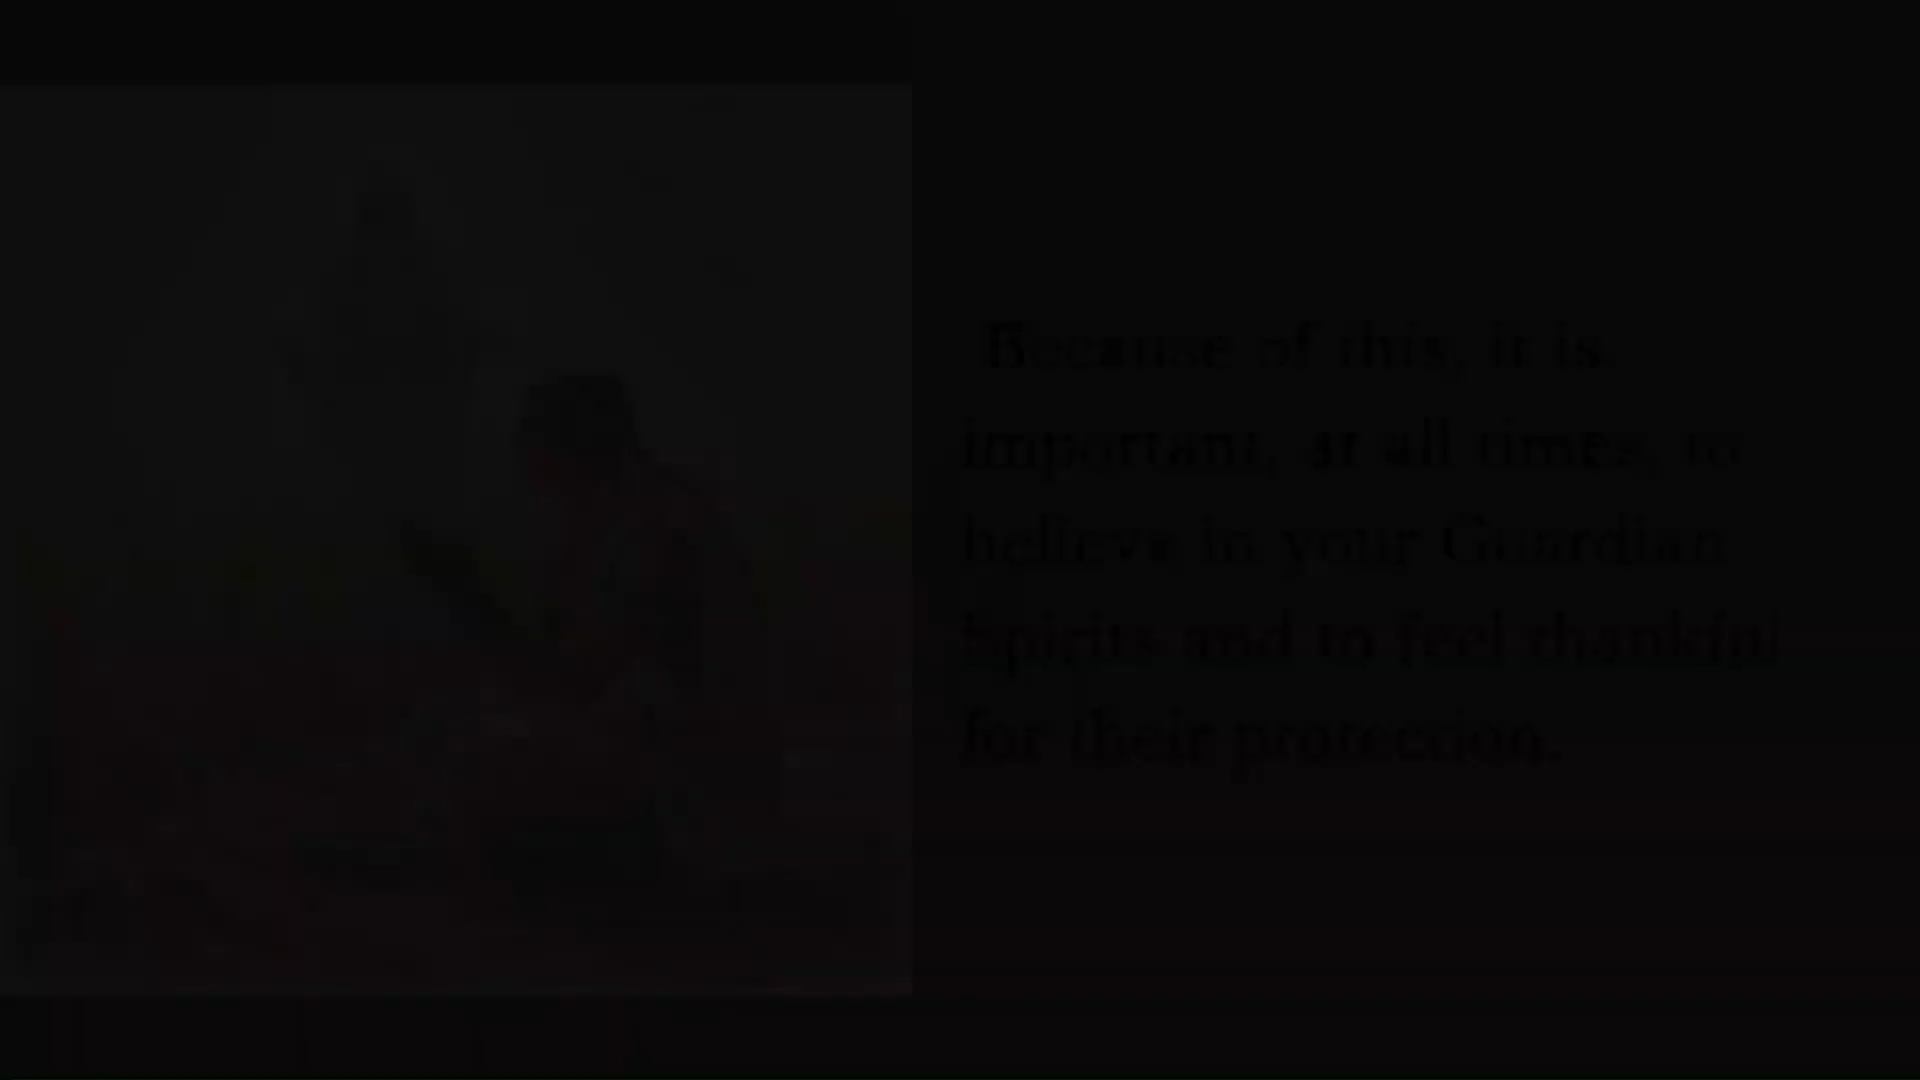 Because of this, it is
important, at all times, to
believe in your Guardian
Spirits and to feel thankful
for their protection.